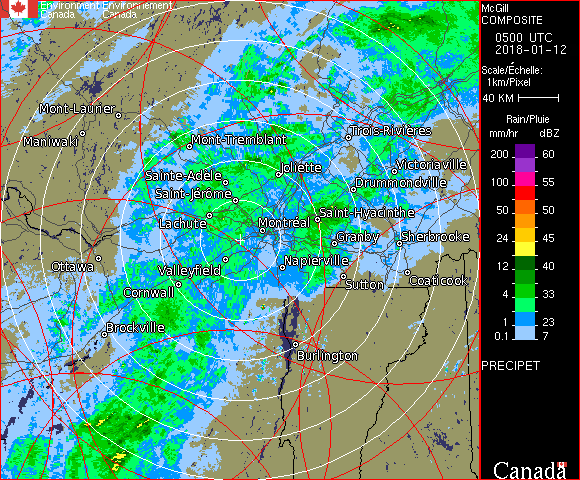 Environment Environnement
Canada Canada
McGill
COMPOSITE
0500 UTC
2018-01-12
Scale/Échelle:
1km/Pixel
40 KM
Rain/Pluie
mm/hr dBZ
200 60
100 55
50 50
24 45
12 40
4 33
1 23
0.1 7
PRECIPET
Canada
Mont-Laurier
Maniwaki
Mont-Tremblant
Trois-Rivières
Joliette
Victoriaville
Sainte-Adèle
Drummondville
Saint-Jérôme
Saint-Hyacinthe
Lachute
Montréal
Granby
Sherbrooke
Ottawa
Valleyfield
Napierville
Coaticook
Sutton
Cornwall
Brockville
Burlington